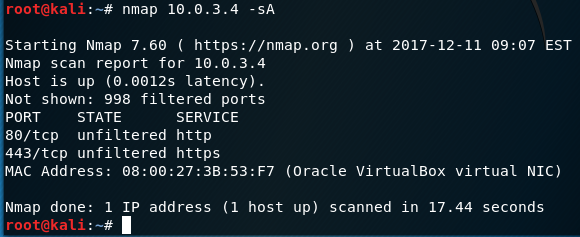 root@kali:~# nmap 10.0.3.4 -sA
Starting Nmap 7.60 ( https://nmap.org ) at 2017-12-11 09:07 EST
Nmap scan report for 10.0.3.4
Host is up (0.0012s latency).
Not shown: 998 filtered ports
PORT    STATE      SERVICE
80/tcp  unfiltered http
443/tcp unfiltered https
MAC Address: 08:00:27:3B:53:F7 (Oracle VirtualBox virtual NIC)
Nmap done: 1 IP address (1 host up) scanned in 17.44 seconds
root@kali:~#